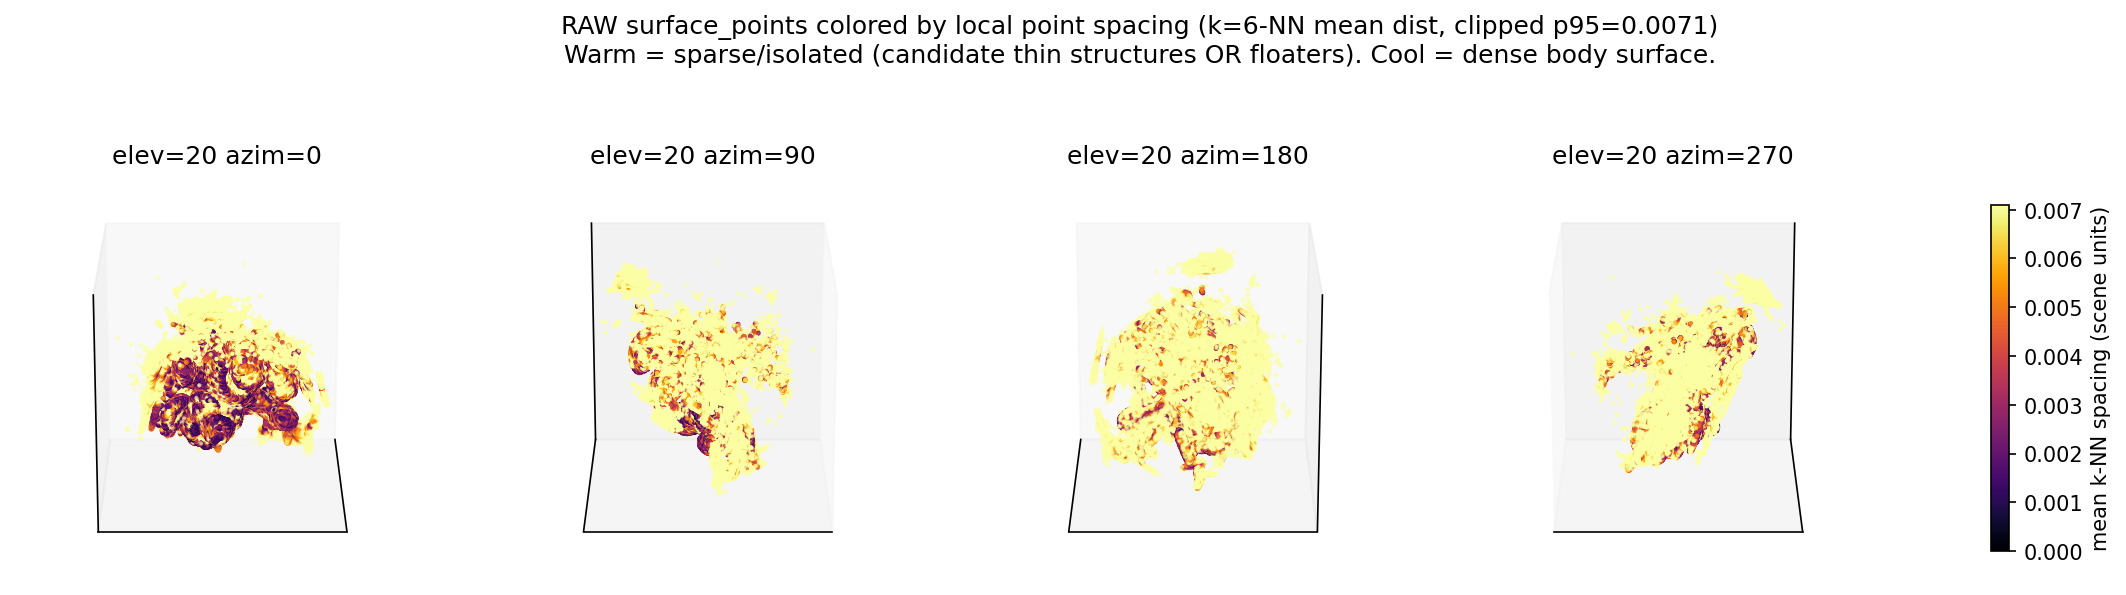 RAW surface_points colored by local point spacing (k=6-NN mean dist, clipped p95=0.0071)
Warm = sparse/isolated (candidate thin structures OR floaters). Cool = dense body surface.
elev=20 azim=0
elev=20 azim=90
elev=20 azim=180
elev=20 azim=270
0.007
0.006
0.005
0.004
0.003
0.002
0.001
0.000
mean k-NN spacing (scene units)